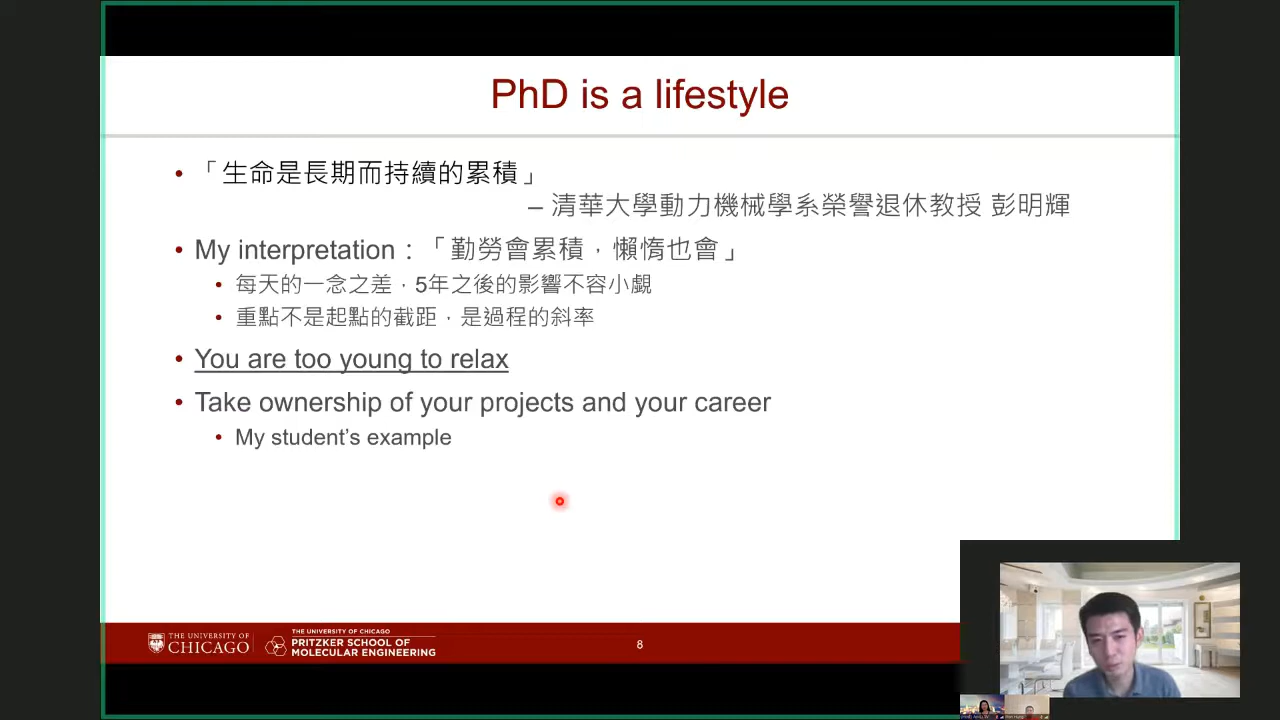 PhD is a lifestyle
• 「生命是長期而持續的累積」
– 清華大學動力機械學系榮譽退休教授 彭明輝
• My interpretation：「勤勞會累積，懶惰也會」
• 每天的一念之差，5年之後的影響不容小覷
• 重點不是起點的截距，是過程的斜率
• You are too young to relax
• Take ownership of your projects and your career
• My student’s example
THE UNIVERSITY OF
CHICAGO
THE UNIVERSITY OF CHICAGO
PRITZKER SCHOOL OF
MOLECULAR ENGINEERING
8